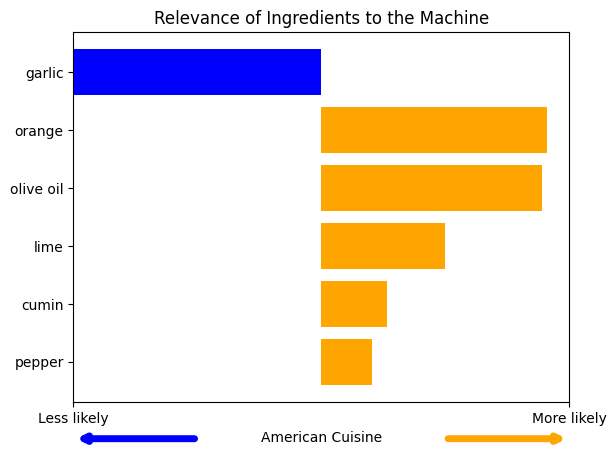 Relevance of Ingredients to the Machine
garlic
orange
olive oil
lime
cumin
pepper
Less likely
More likely
American Cuisine